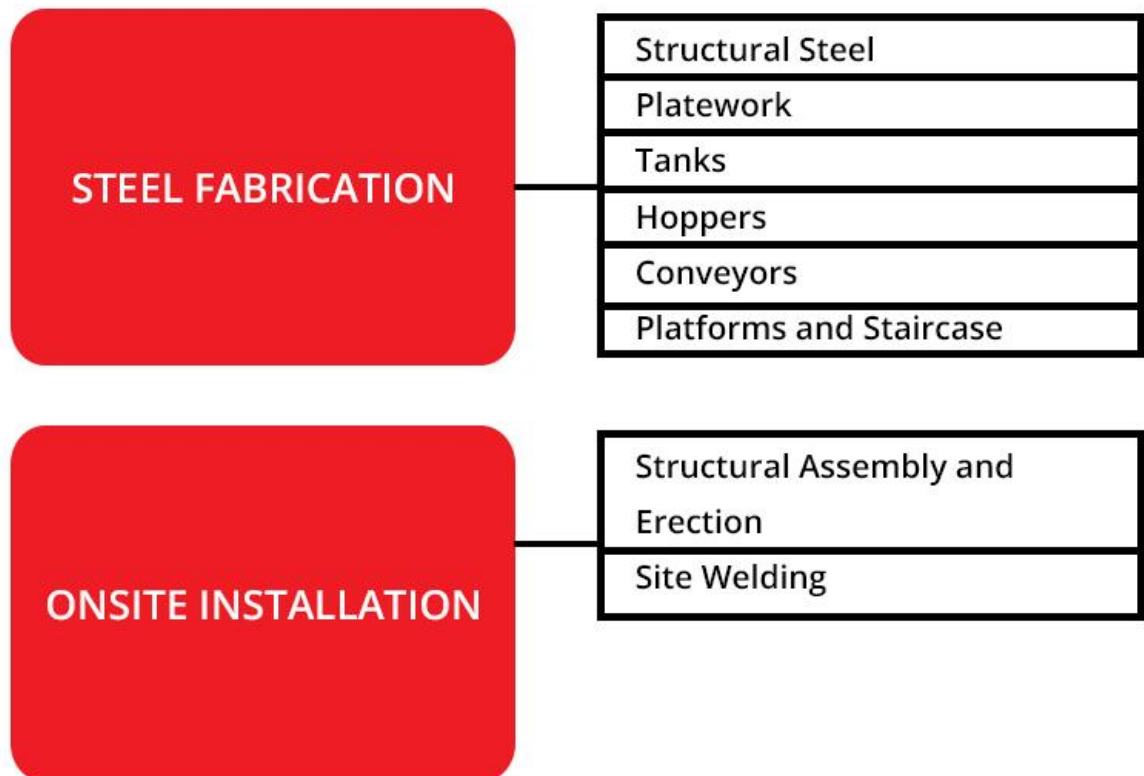 STEEL FABRICATION
Structural Steel
Platework
Tanks
Hoppers
Conveyors
Platforms and Staircase
ONSITE INSTALLATION
Structural Assembly and
Erection
Site Welding